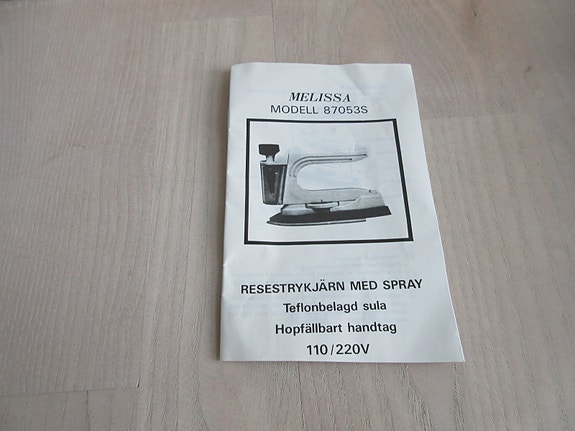 MELISSA
MODELL 87053S
RESESTRYKJÄRN MED SPRAY
Teflonbelagd sula
Hopfällbart handtag
110/220V